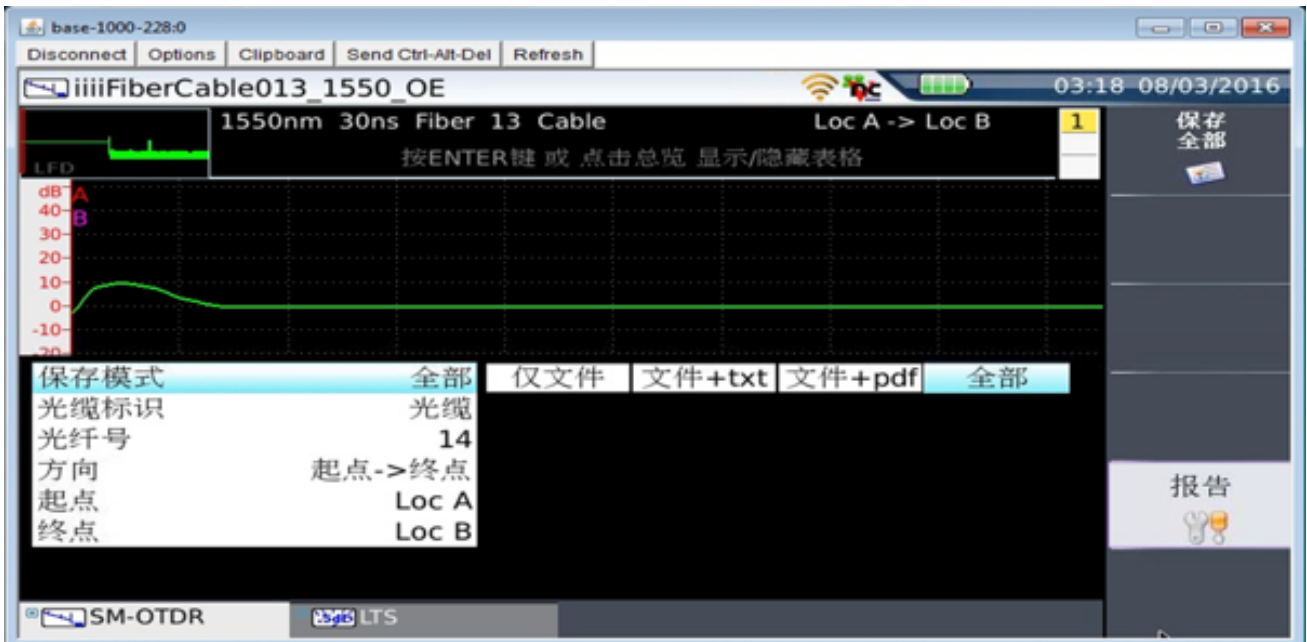 base-1000-228:0
Disconnect Options Clipboard Send Ctrl-Alt-Del Refresh
iiiiFiberCable013_1550_OE
03:18 08/03/2016
1550nm 30ns Fiber 13 Cable Loc A -> Loc B 1
按ENTER键 或 点击总览 显示/隐藏表格
LFD
保存
全部
dB A
40
B
30
20
10
0
-10
-20
保存模式 全部 仅文件 文件+txt 文件+pdf 全部
光缆标识 光缆
光纤号 14
方向 起点->终点
起点 Loc A
终点 Loc B
报告
SM-OTDR LTS